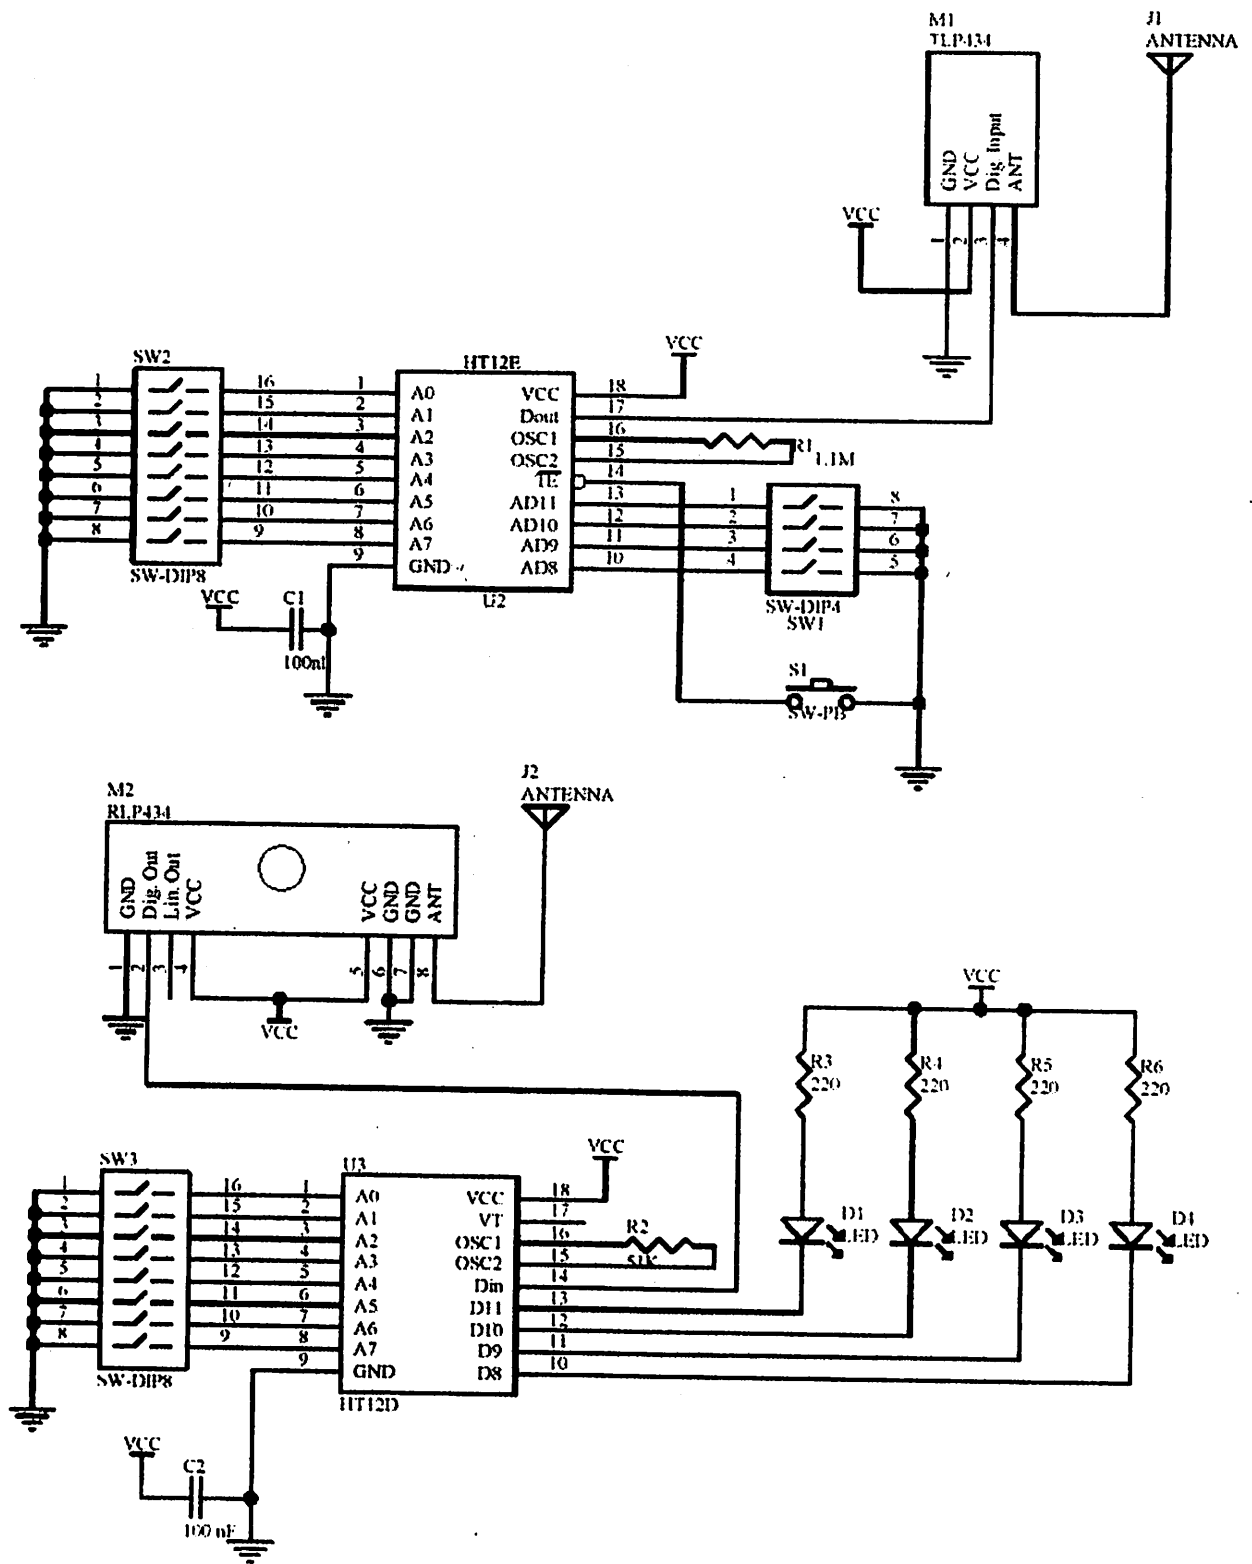 M1
TLP434
J1
ANTENNA
GND
VCC
Dig. Input
ANT
VCC
1
2
3
4
SW2
1
2
3
4
5
6
7
8
16
15
14
13
12
11
10
9
SW-DIP8
1
2
3
4
5
6
7
8
9
HT12E
A0
A1
A2
A3
A4
A5
A6
A7
GND
VCC
Dout
OSC1
OSC2
TE
AD11
AD10
AD9
AD8
U2
VCC
18
17
16
15
14
13
12
11
10
R1
1.1M
1
2
3
4
8
7
6
5
SW-DIP4
SW1
VCC
C1
100nF
S1
SW-PB
M2
RLP434
J2
ANTENNA
GND
Dig. Out
Lin. Out
VCC
VCC
GND
GND
ANT
1
2
3
4
5
6
7
8
VCC
VCC
R3
220
R4
220
R5
220
R6
220
D1
LED
D2
LED
D3
LED
D4
LED
SW3
1
2
3
4
5
6
7
8
16
15
14
13
12
11
10
9
SW-DIP8
1
2
3
4
5
6
7
8
9
U3
A0
A1
A2
A3
A4
A5
A6
A7
GND
VCC
VT
OSC1
OSC2
Din
D11
D10
D9
D8
HT12D
VCC
18
17
16
15
14
13
12
11
10
R2
51K
VCC
C2
100 nF